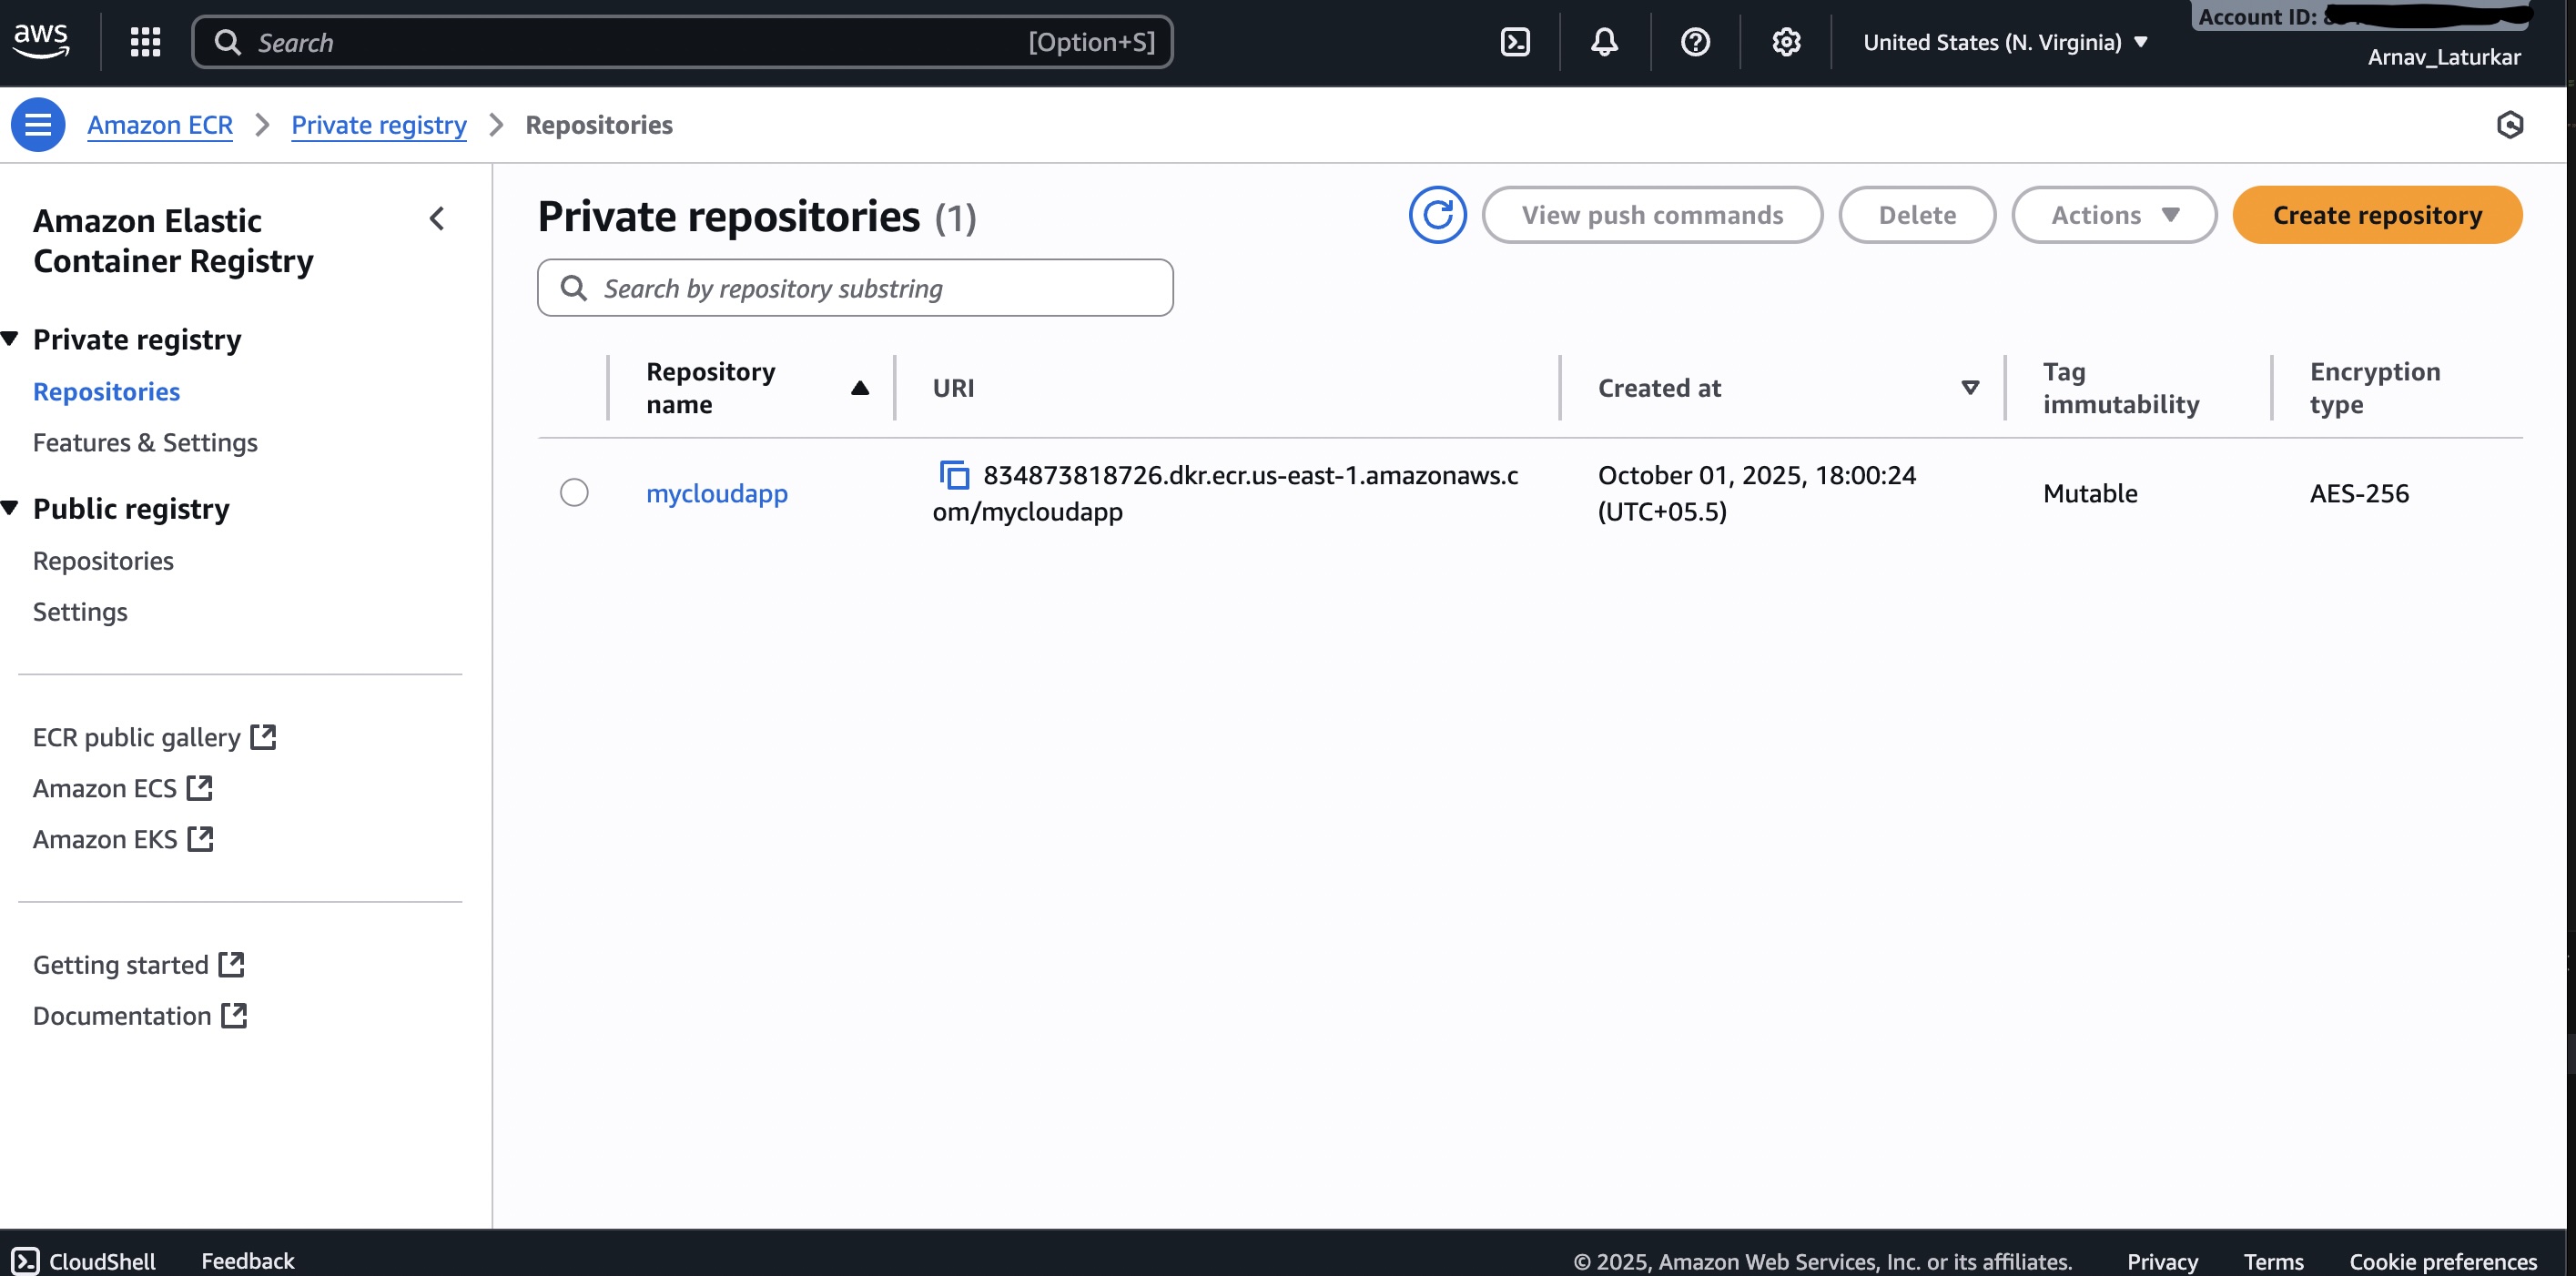 aws
Search [Option+S]
United States (N. Virginia)
Account ID:
Arnav_Laturkar
Amazon ECR > Private registry > Repositories
Amazon Elastic
Container Registry
Private registry
Repositories
Features & Settings
Public registry
Repositories
Settings
ECR public gallery
Amazon ECS
Amazon EKS
Getting started
Documentation
Private repositories (1)
View push commands
Delete
Actions
Create repository
Search by repository substring
Repository
name
URI
Created at
Tag
immutability
Encryption
type
mycloudapp
834873818726.dkr.ecr.us-east-1.amazonaws.c
om/mycloudapp
October 01, 2025, 18:00:24
(UTC+05.5)
Mutable
AES-256
CloudShell
Feedback
© 2025, Amazon Web Services, Inc. or its affiliates.
Privacy
Terms
Cookie preferences